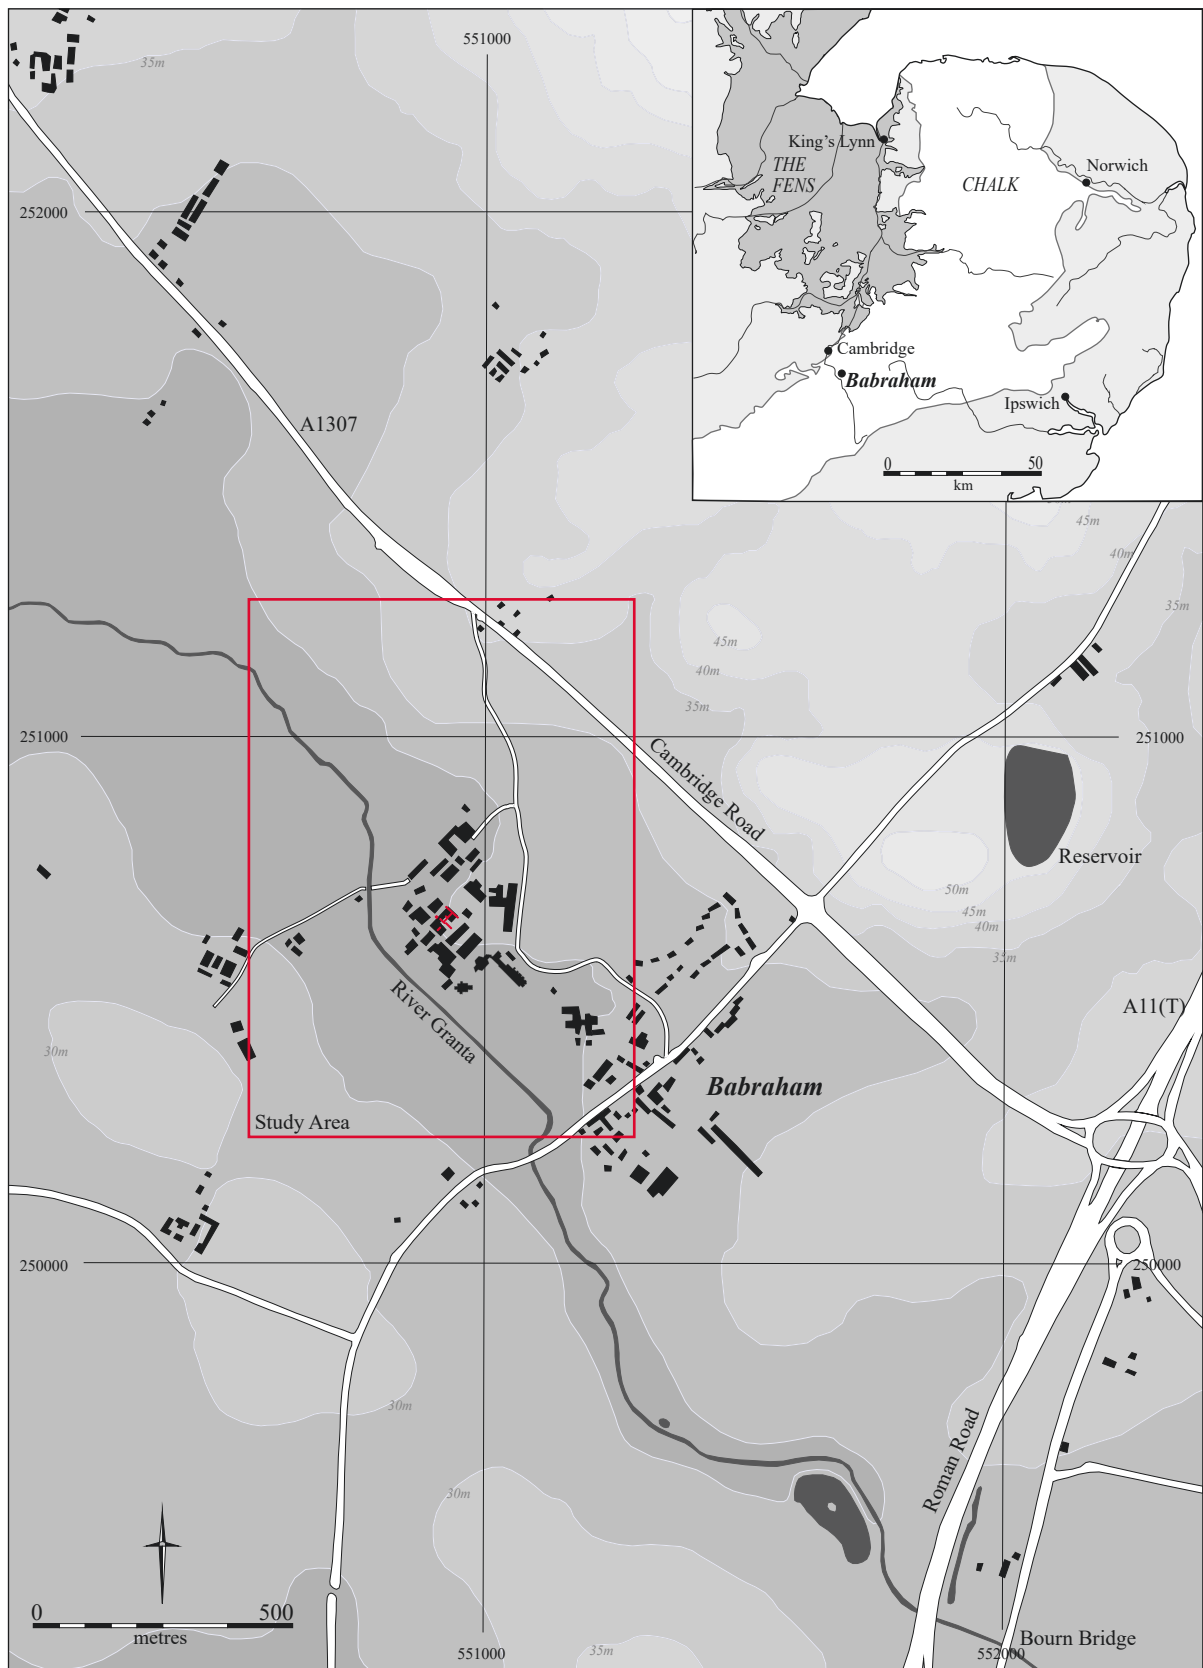 551000
35m
King's Lynn
THE
FENS
CHALK
Norwich
252000
Cambridge
Babraham
Ipswich
0
50
km
A1307
45m
40m
35m
45m
40m
35m
251000
251000
Cambridge Road
Reservoir
50m
45m
40m
35m
A11(T)
River Granta
30m
Babraham
Study Area
250000
250000
30m
Roman Road
30m
0
500
metres
Bourn Bridge
551000
552000
35m